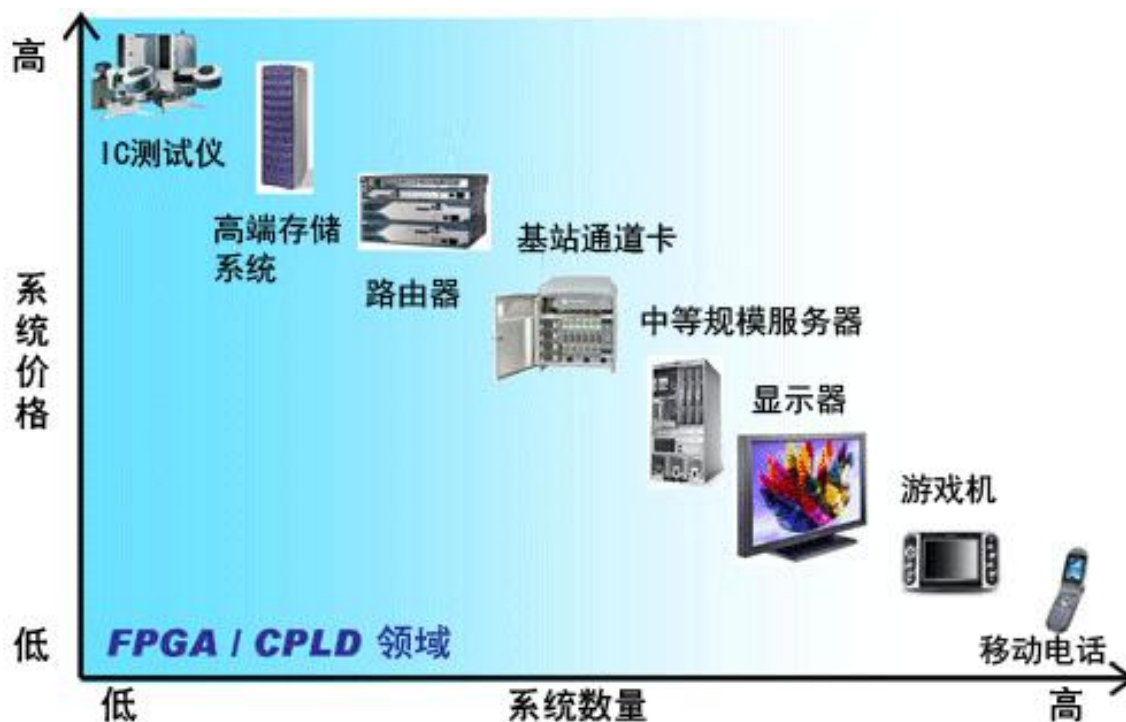 高
IC测试仪
高端存储
系统
基站通道卡
路由器
系统价格
中等规模服务器
显示器
游戏机
低
FPGA / CPLD 领域
移动电话
低
系统数量
高